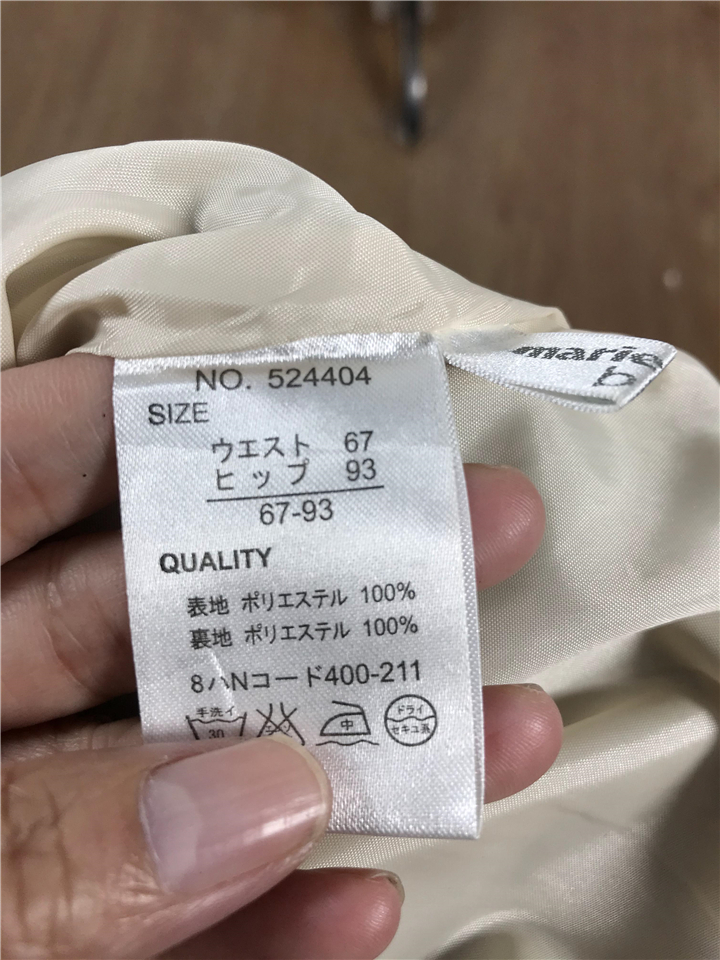 NO. 524404
SIZE
ウエスト 67
ヒップ 93
67-93
QUALITY
表地 ポリエステル 100%
裏地 ポリエステル 100%
8ハNコード400-211
手洗イ
30
中
ドライ
セキユ系
marie